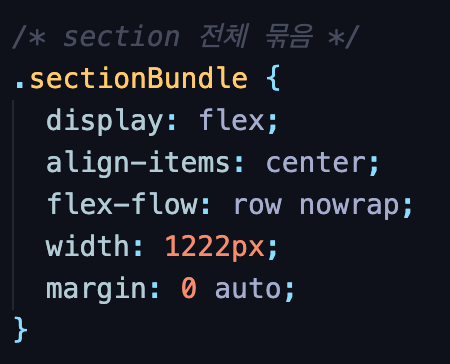 /* section 전체 묶음 */
.sectionBundle {
  display: flex;
  align-items: center;
  flex-flow: row nowrap;
  width: 1222px;
  margin: 0 auto;
}